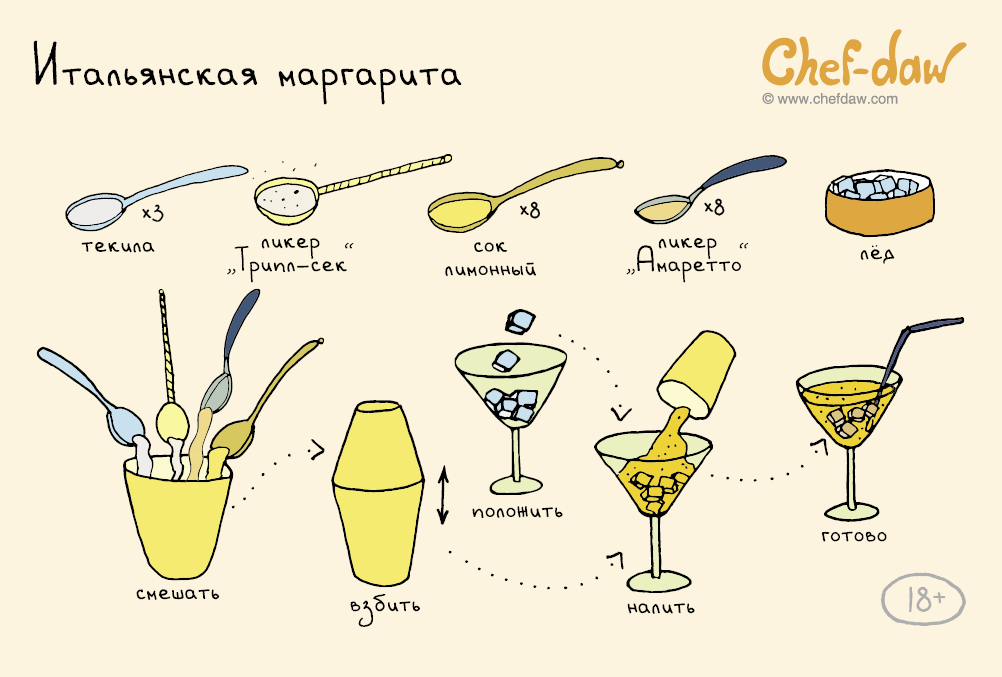 Итальянская маргарита
Chef-daw
© www.chefdaw.com
x3
текила
ликер
„Трипл-сек“
x8
сок
лимонный
x8
ликер
„Амаретто“
лёд
смешать
взбить
положить
налить
готово
18+